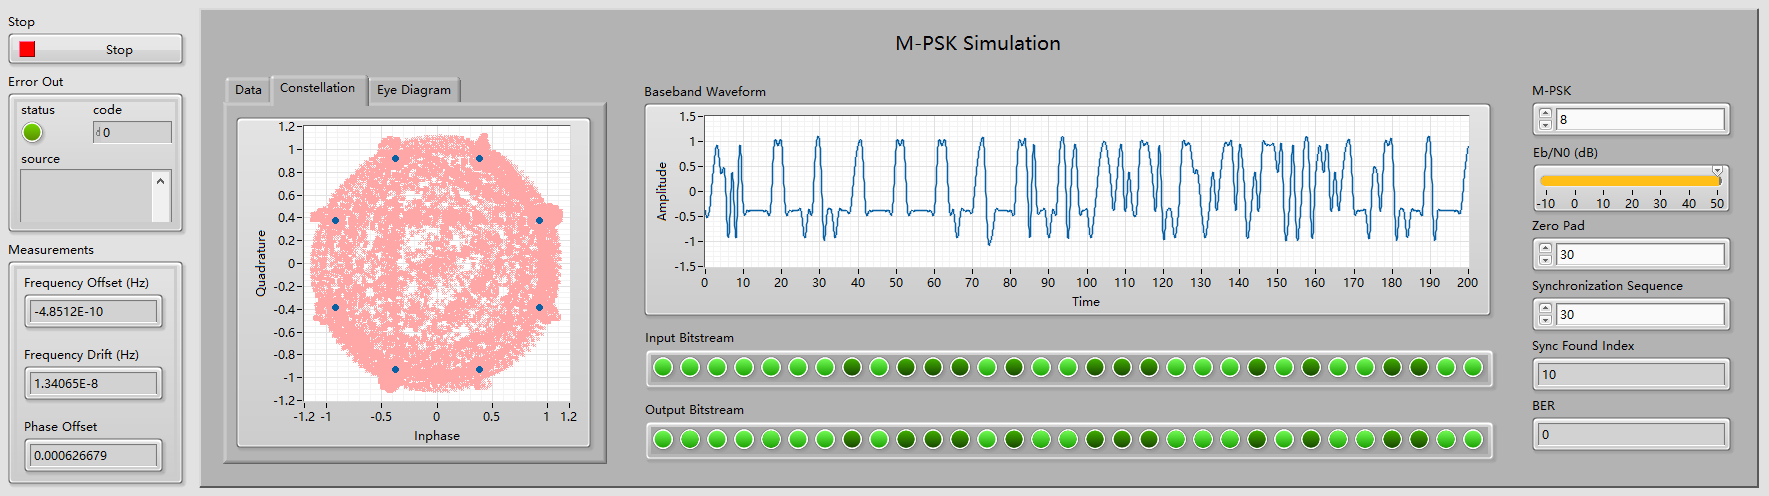 Stop
Stop
Error Out
status code
d 0
source
Measurements
Frequency Offset (Hz)
-4.8512E-10
Frequency Drift (Hz)
1.34065E-8
Phase Offset
0.000626679
M-PSK Simulation
Data Constellation Eye Diagram
1.2
1
0.8
0.6
0.4
0.2
0
-0.2
-0.4
-0.6
-0.8
-1
-1.2
Quadrature
-1.2 -1 -0.5 0 0.5 1 1.2
Inphase
Baseband Waveform
1.5
1
0.5
0
-0.5
-1
-1.5
Amplitude
0 10 20 30 40 50 60 70 80 90 100 110 120 130 140 150 160 170 180 190 200
Time
Input Bitstream
Output Bitstream
M-PSK
8
Eb/N0 (dB)
-10 0 10 20 30 40 50
Zero Pad
30
Synchronization Sequence
30
Sync Found Index
10
BER
0